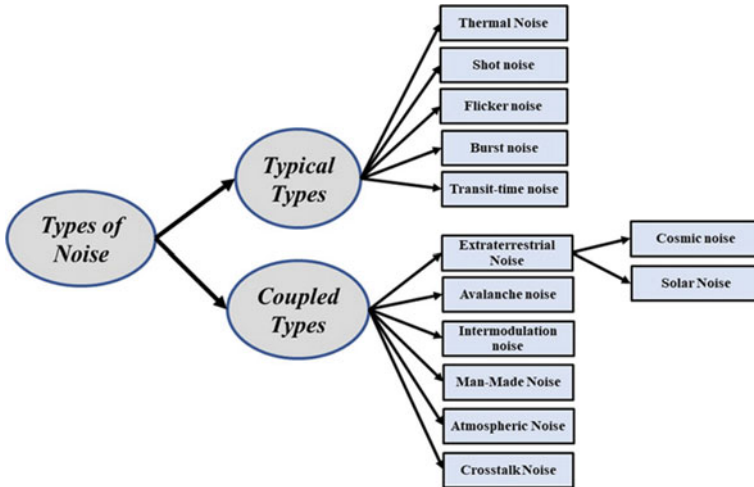 Types of
Noise
Typical
Types
Thermal Noise
Shot noise
Flicker noise
Burst noise
Transit-time noise
Coupled
Types
Extraterrestrial
Noise
Cosmic noise
Solar Noise
Avalanche noise
Intermodulation
noise
Man-Made Noise
Atmospheric Noise
Crosstalk Noise